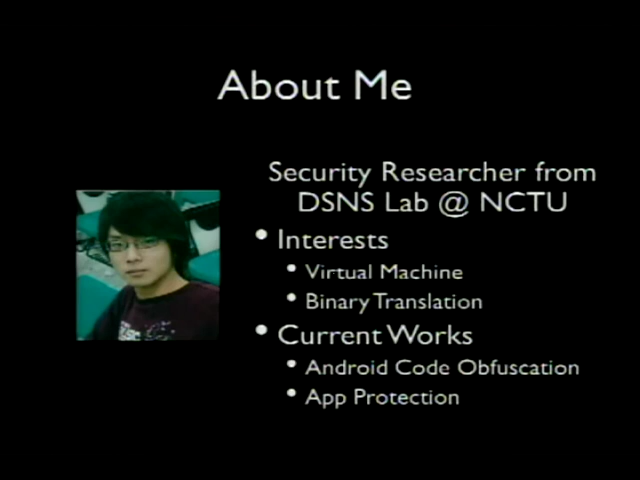 About Me
Security Researcher from
DSNS Lab @ NCTU
• Interests
• Virtual Machine
• Binary Translation
• Current Works
• Android Code Obfuscation
• App Protection